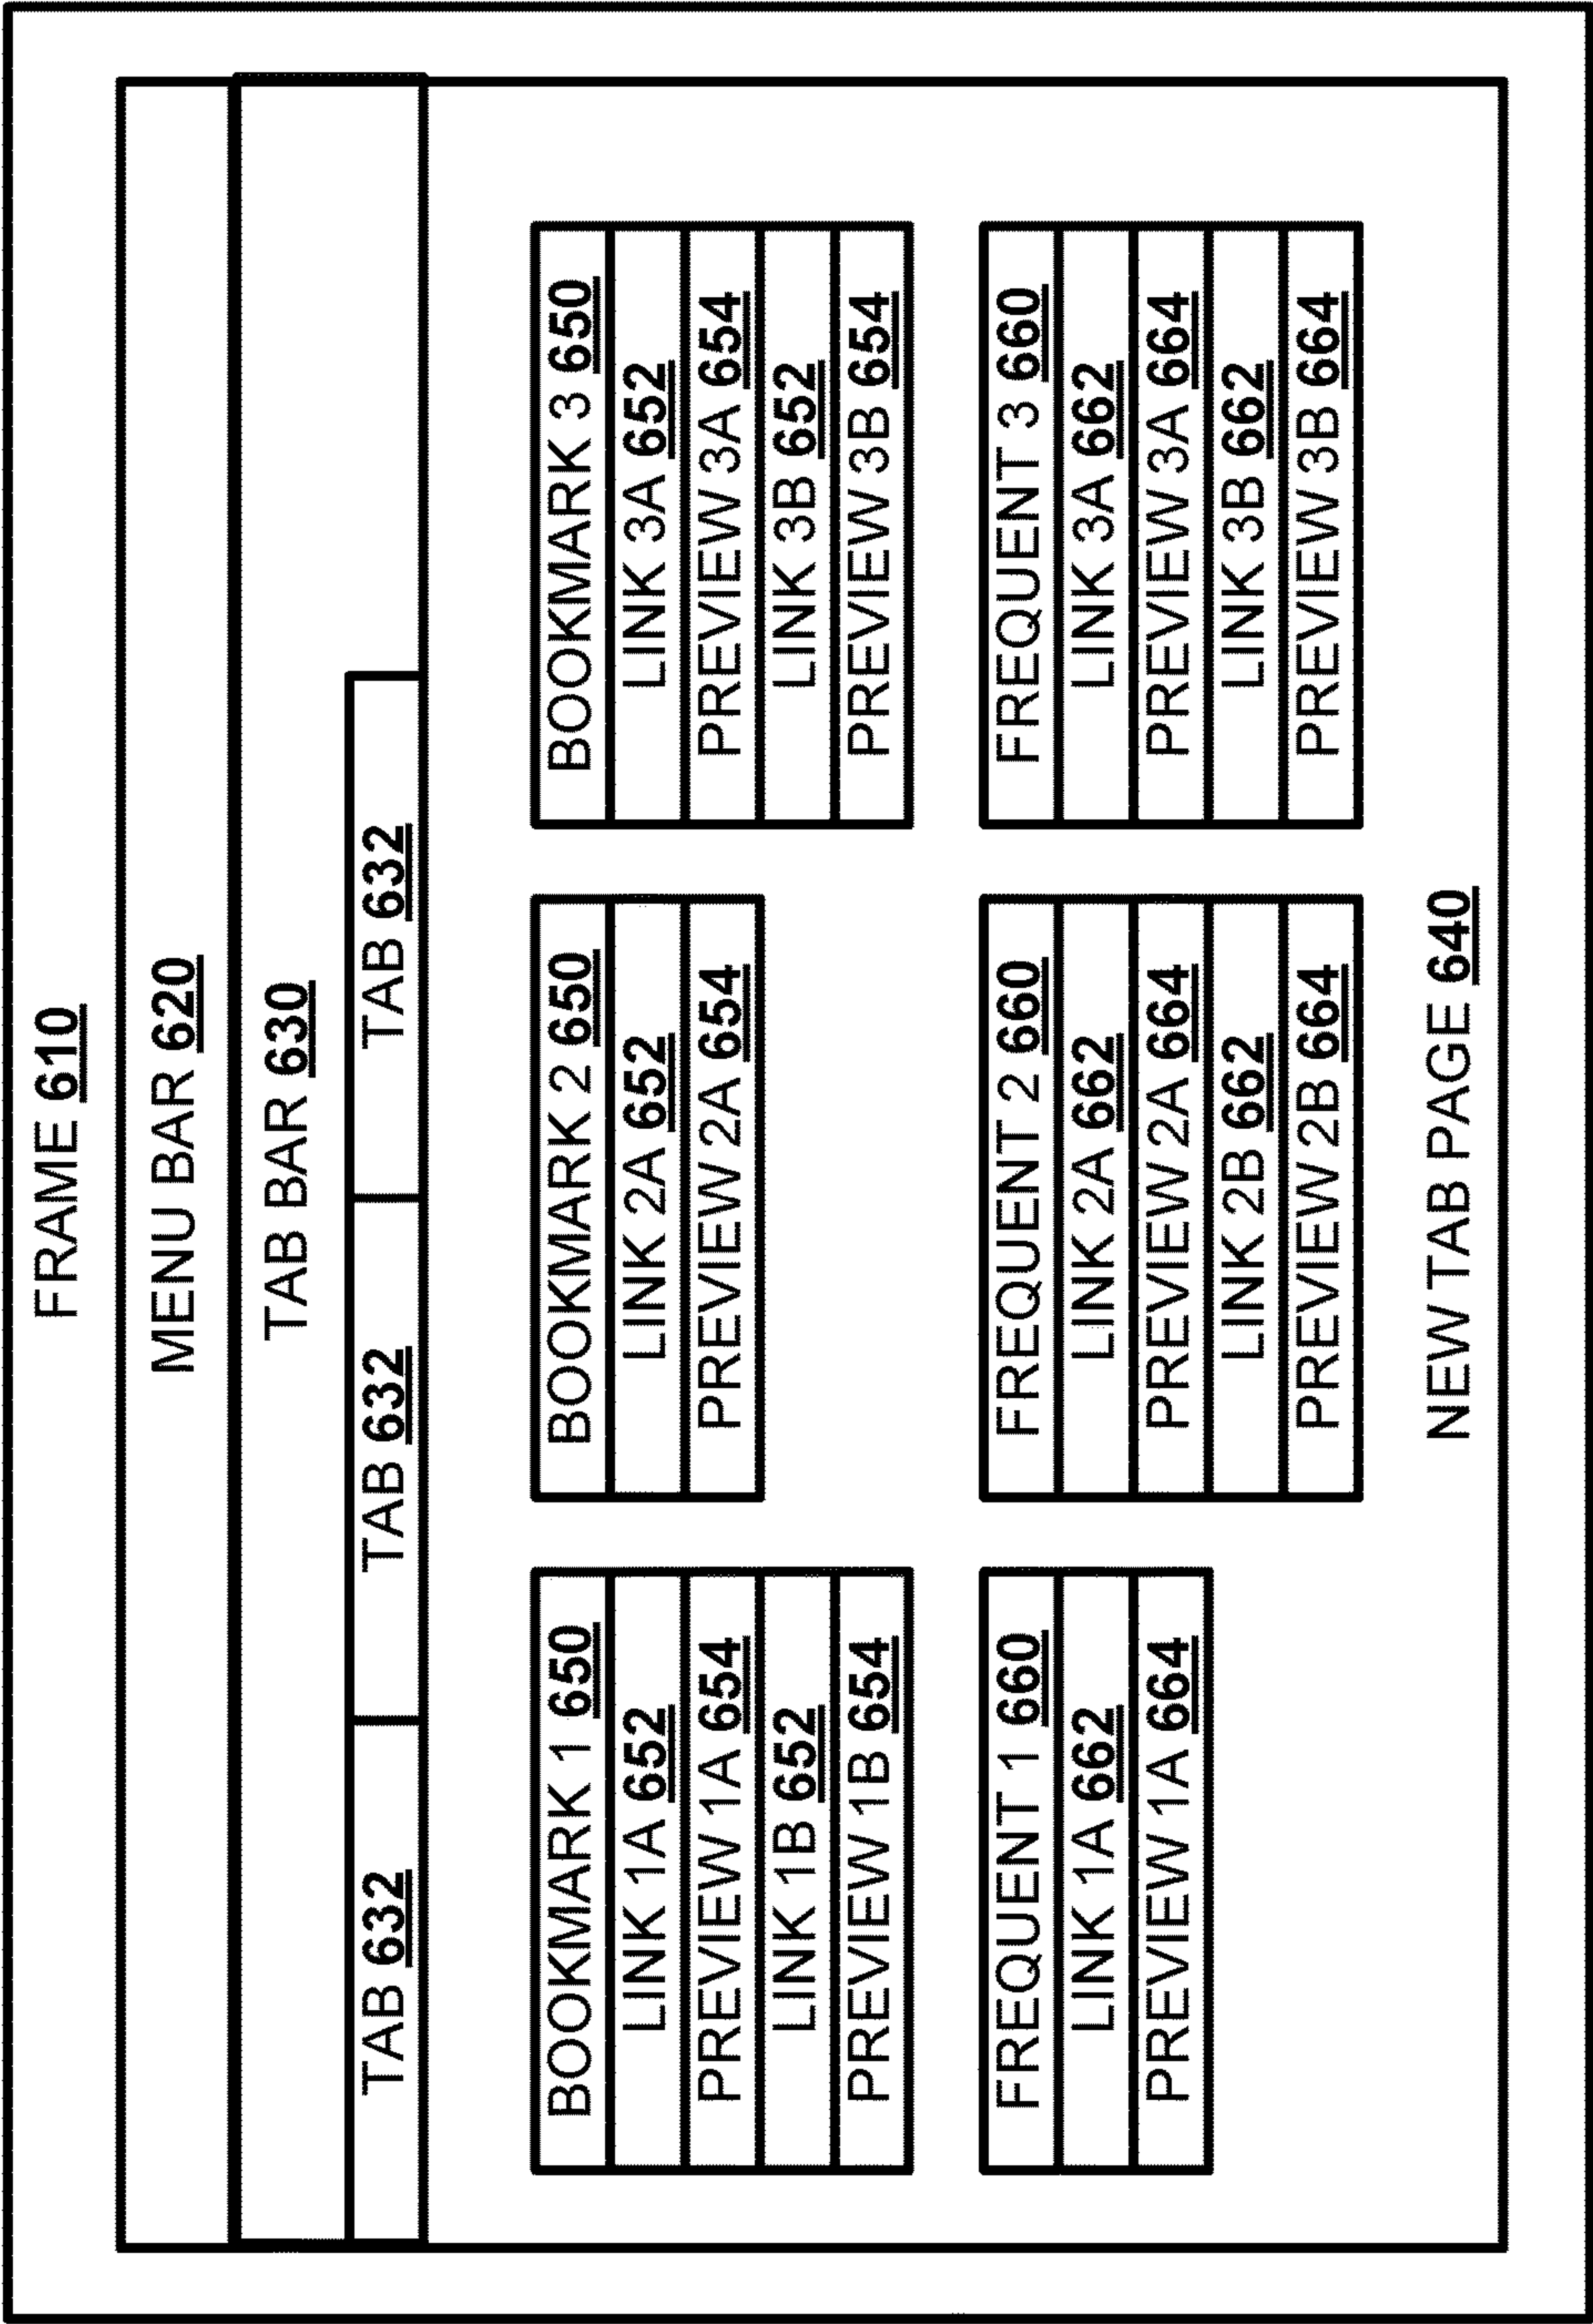 FRAME 610
MENU BAR 620
TAB BAR 630
TAB 632
TAB 632
TAB 632
BOOKMARK 1 650
LINK 1A 652
PREVIEW 1A 654
LINK 1B 652
PREVIEW 1B 654
BOOKMARK 2 650
LINK 2A 652
PREVIEW 2A 654
BOOKMARK 3 650
LINK 3A 652
PREVIEW 3A 654
LINK 3B 652
PREVIEW 3B 654
FREQUENT 1 660
LINK 1A 662
PREVIEW 1A 664
FREQUENT 2 660
LINK 2A 662
PREVIEW 2A 664
LINK 2B 662
PREVIEW 2B 664
FREQUENT 3 660
LINK 3A 662
PREVIEW 3A 664
LINK 3B 662
PREVIEW 3B 664
NEW TAB PAGE 640